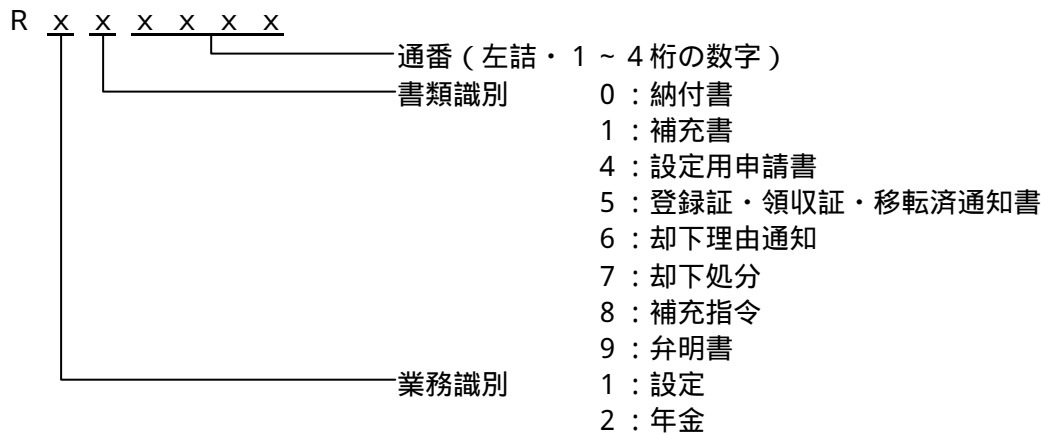 R x x x x x x
通番(左詰・1~4桁の数字)
書類識別 0:納付書
1:補充書
4:設定用申請書
5:登録証・領収証・移転済通知書
6:却下理由通知
7:却下処分
8:補充指令
9:弁明書
業務識別 1:設定
2:年金